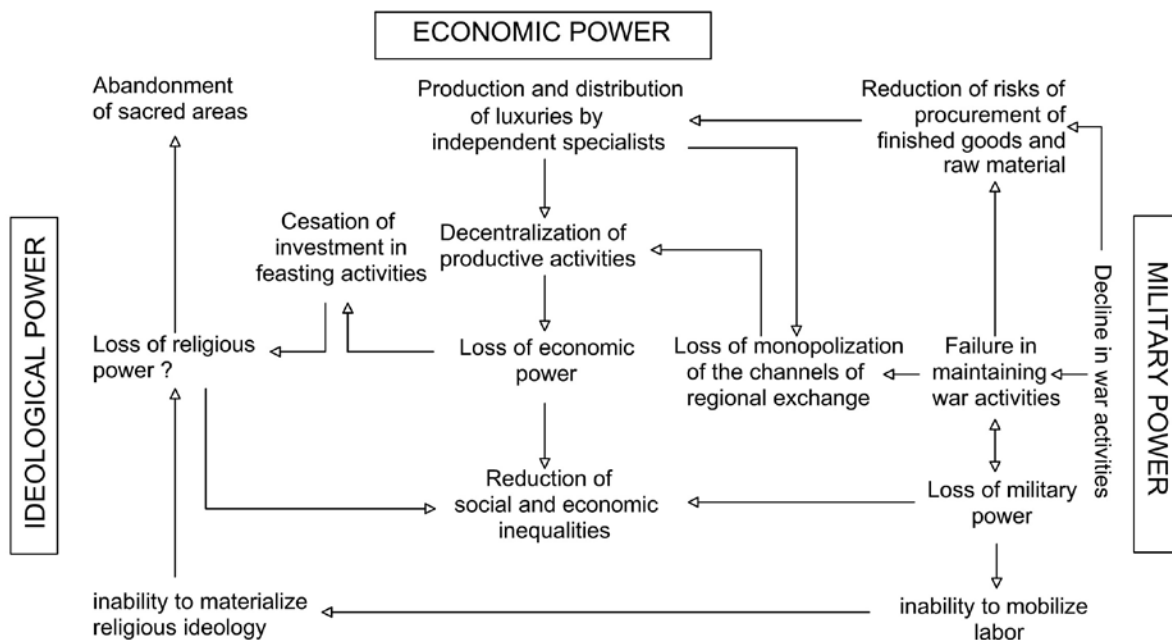 ECONOMIC POWER
Abandonment
of sacred areas
Production and distribution
of luxuries by
independent specialists
Reduction of risks of
procurement of
finished goods and
raw material
Cesation of
investment in
feasting activities
Decentralization of
productive activities
IDEOLOGICAL POWER
MILITARY POWER
Decline in war activities
Loss of religious
power ?
Loss of economic
power
Loss of monopolization
of the channels of
regional exchange
Failure in
maintaining
war activities
Reduction of
social and economic
inequalities
Loss of military
power
inability to materialize
religious ideology
inability to mobilize
labor